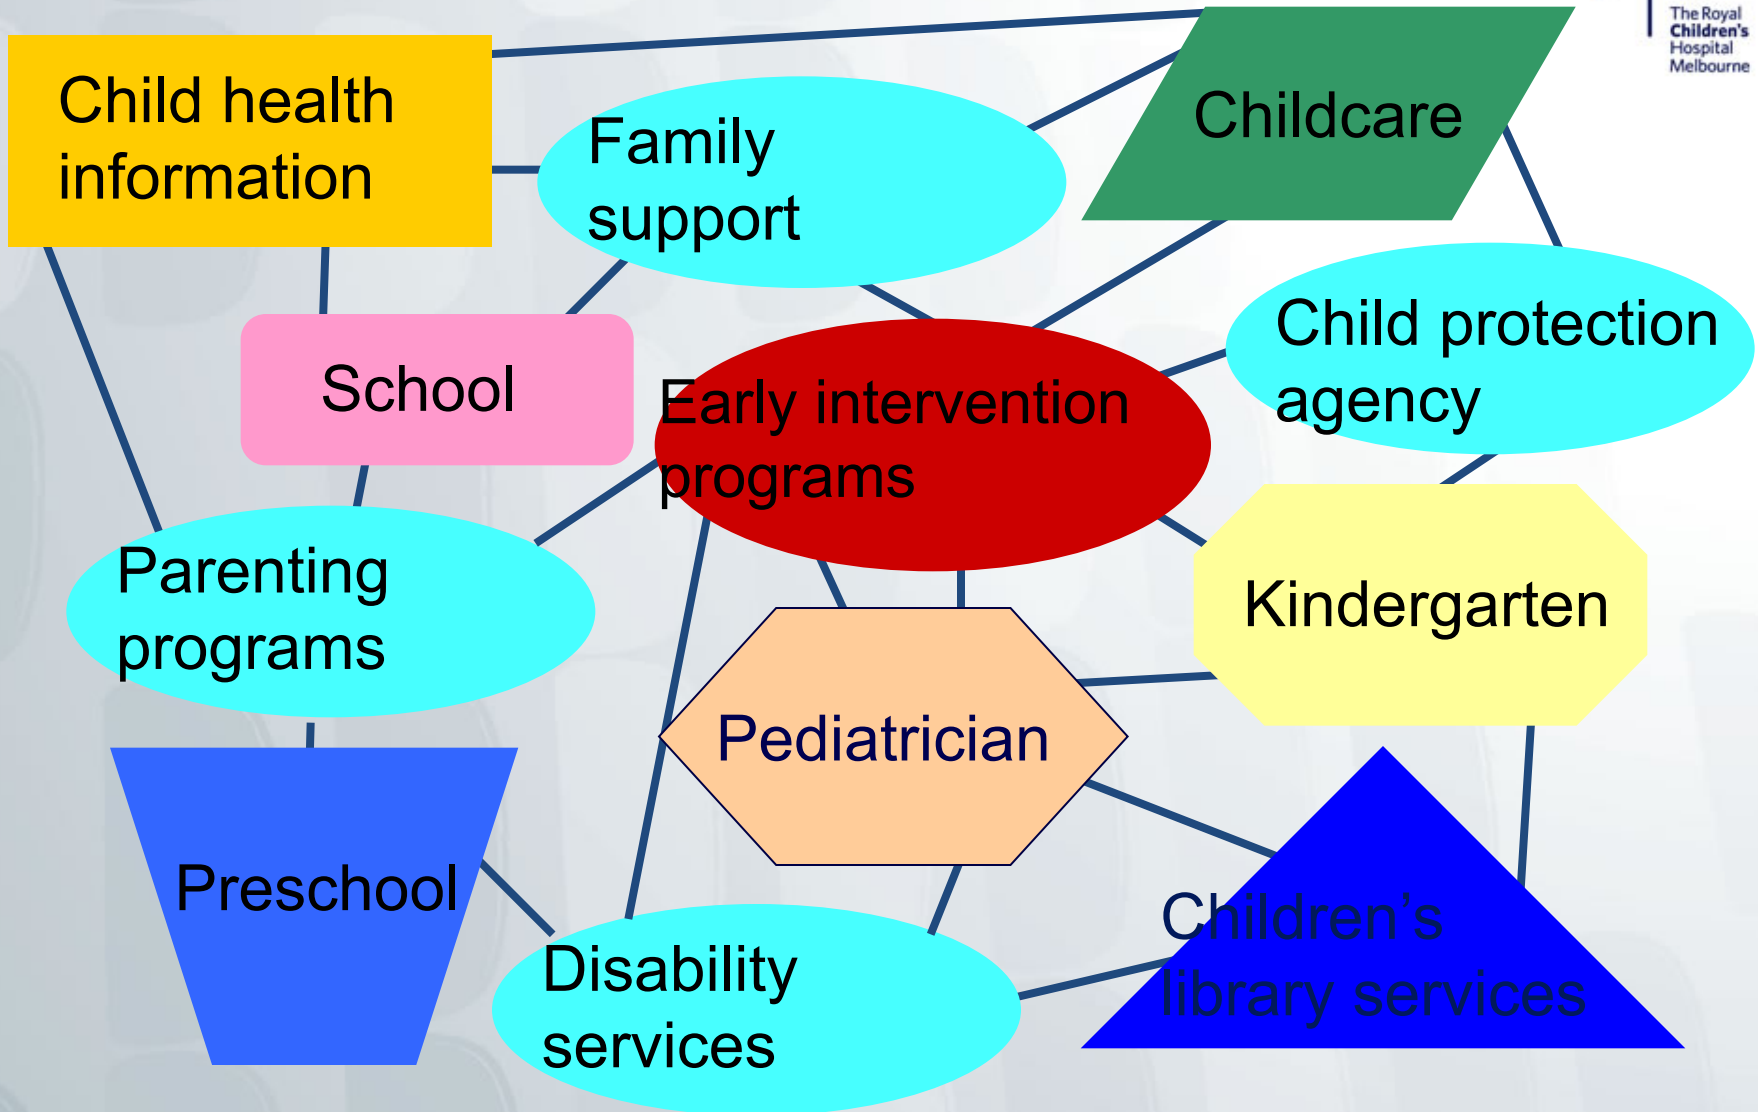 The Royal
Children's
Hospital
Melbourne
Child health
information
Family
support
Childcare
School
Early intervention
programs
Child protection
agency
Parenting
programs
Kindergarten
Pediatrician
Preschool
Disability
services
Children’s
library services